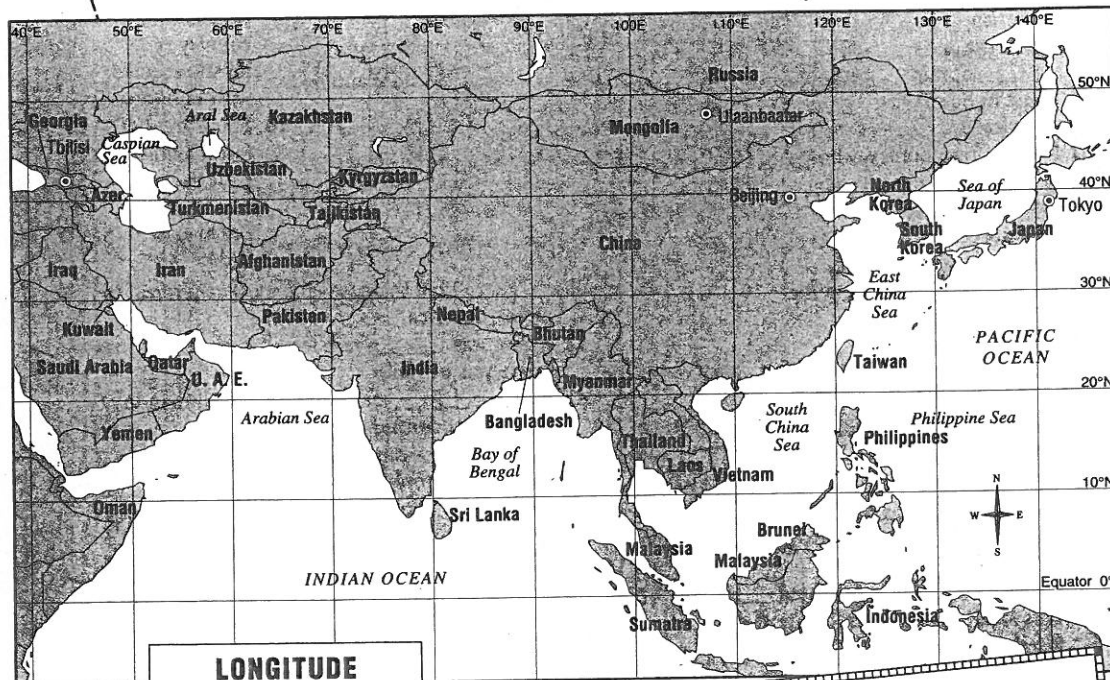 40°E 50°E 60°E 70°E 80°E 90°E 100°E 110°E 120°E 130°E 140°E
Russia
50°N
Georgia
Aral Sea
Kazakhstan
Mongolia
Ulaanbaatar
Tbilisi
Caspian
Sea
Uzbekistan
Kyrgyzstan
Azer.
Beijing
North
Korea
Sea of
Japan
40°N
Tokyo
Turkmenistan
Tajikistan
South
Korea
Japan
China
Iraq
Iran
Afghanistan
East
China
Sea
30°N
Kuwait
Pakistan
Nepal
Bhutan
PACIFIC
OCEAN
Saudi Arabia
Qatar
U. A. E.
India
Myanmar
Taiwan
20°N
Arabian Sea
Bangladesh
South
China
Sea
Philippine Sea
Yemen
Thailand
Philippines
Bay of
Bengal
Laos
Vietnam
10°N
Oman
Sri Lanka
N
W E
S
Brunei
Malaysia
Malaysia
INDIAN OCEAN
Equator 0°
Sumatra
Indonesia
LONGITUDE